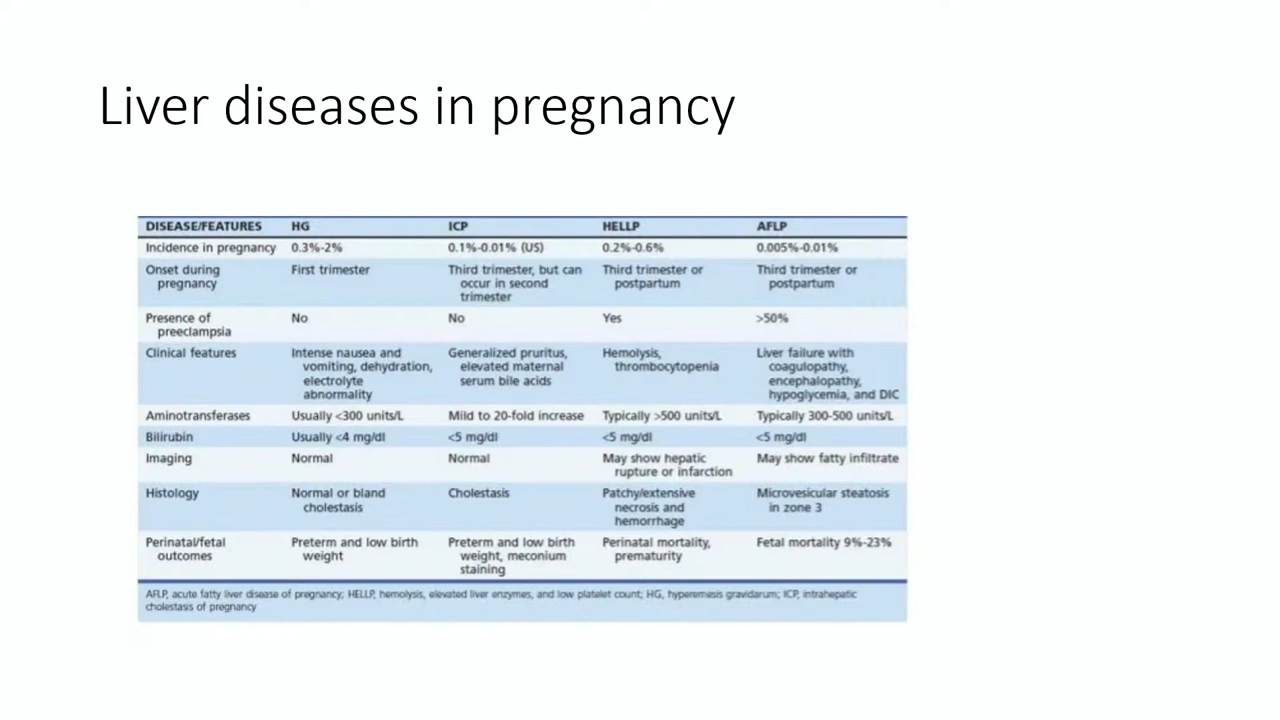 Liver diseases in pregnancy
DISEASE/FEATURES HG ICP HELLP AFLP
Incidence in pregnancy 0.3%-2% 0.1%-0.01% (US) 0.2%-0.6% 0.005%-0.01%
Onset during First trimester Third trimester, but can Third trimester or Third trimester or
pregnancy occur in second postpartum postpartum
trimester
Presence of No No Yes >50%
preeclampsia
Clinical features Intense nausea and Generalized pruritus, Hemolysis, Liver failure with
vomiting, dehydration, elevated maternal thrombocytopenia coagulopathy,
electrolyte serum bile acids encephalopathy,
abnormality hypoglycemia, and DIC
Aminotransferases Usually <300 units/L Mild to 20-fold increase Typically >500 units/L Typically 300-500 units/L
Bilirubin Usually <4 mg/dl <5 mg/dl <5 mg/dl <5 mg/dl
Imaging Normal Normal May show hepatic May show fatty infiltrate
rupture or infarction
Histology Normal or bland Cholestasis Patchy/extensive Microvesicular steatosis
cholestasis necrosis and in zone 3
hemorrhage
Perinatal/fetal Preterm and low birth Preterm and low birth Perinatal mortality, Fetal mortality 9%-23%
outcomes weight weight, meconium prematurity
staining
AFLP, acute fatty liver disease of pregnancy; HELLP, hemolysis, elevated liver enzymes, and low platelet count; HG, hyperemesis gravidarum; ICP, intrahepatic
cholestasis of pregnancy